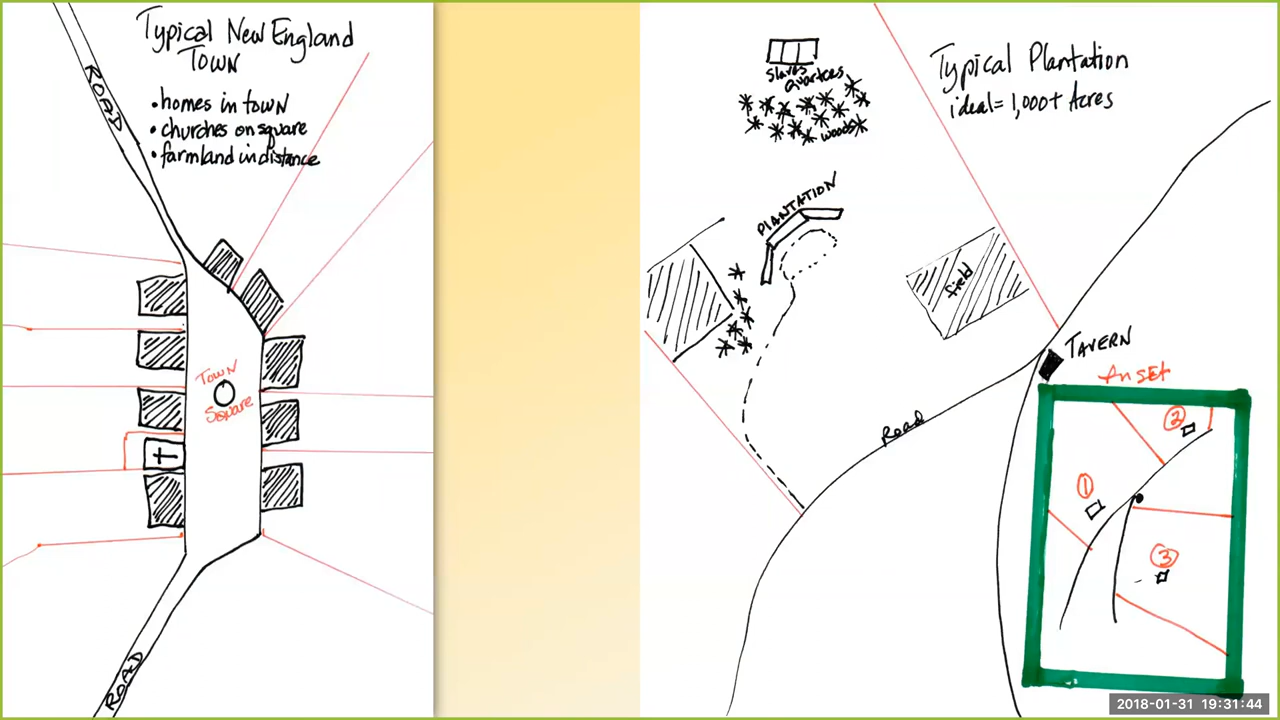 Typical New England
Town
• homes in town
• churches on square
• farmland in distance
ROAD
Town
Square
ROAD
Typical Plantation
ideal = 1,000+ Acres
Slaves
Quarters
woods
PLANTATION
field
Road
TAVERN
Inset
①
②
③
2018-01-31 19:31:44